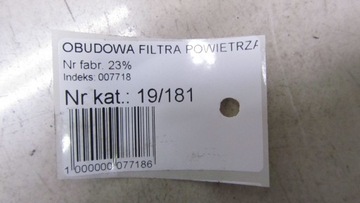 OBUDOWA FILTRA POWIETRZA
Nr fabr. 23%
Indeks: 007718
Nr kat.: 19/181
1 000000 077186